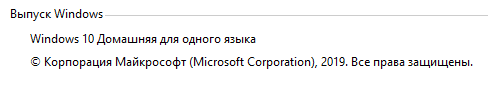 Выпуск Windows
Windows 10 Домашняя для одного языка
© Корпорация Майкрософт (Microsoft Corporation), 2019. Все права защищены.